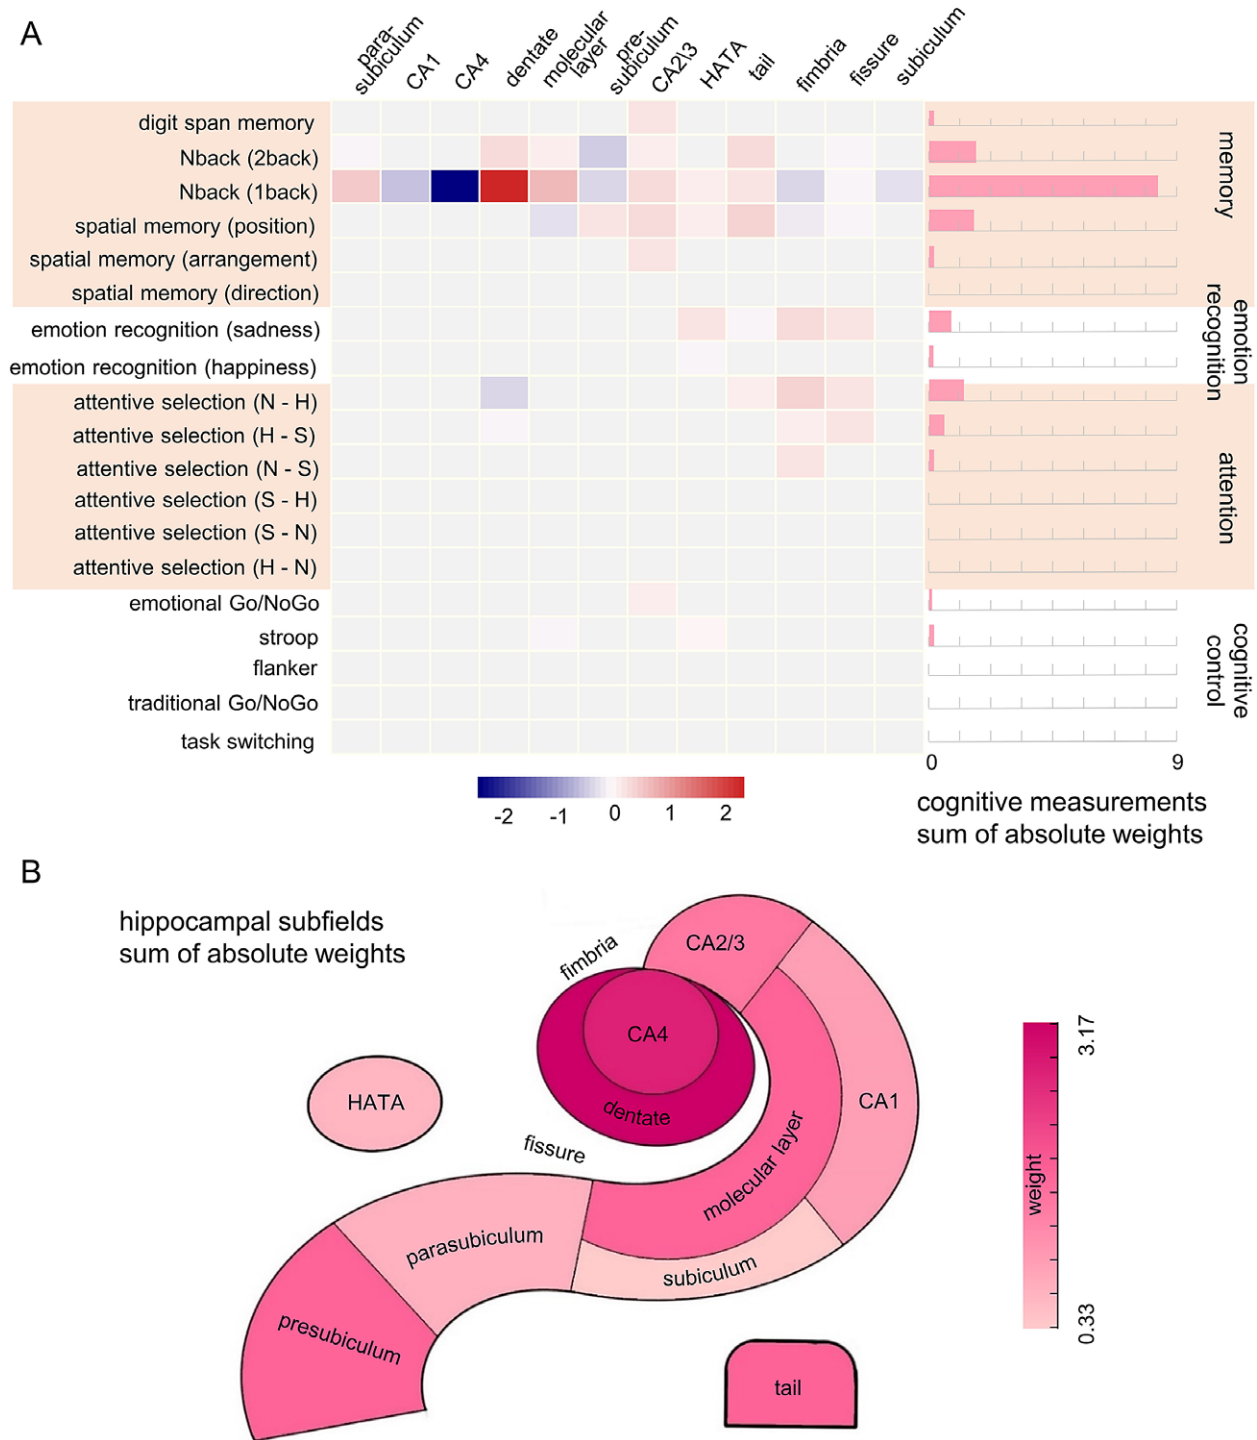 A
para-
subiculum
CA1
CA4
dentate
molecular
layer
pre-
subiculum
CA2\3
HATA
tail
fimbria
fissure
subiculum
digit span memory
Nback (2back)
Nback (1back)
spatial memory (position)
spatial memory (arrangement)
spatial memory (direction)
emotion recognition (sadness)
emotion recognition (happiness)
attentive selection (N - H)
attentive selection (H - S)
attentive selection (N - S)
attentive selection (S - H)
attentive selection (S - N)
attentive selection (H - N)
emotional Go/NoGo
stroop
flanker
traditional Go/NoGo
task switching
memory
emotion
recognition
attention
cognitive
control
-2 -1 0 1 2
0 9
cognitive measurements
sum of absolute weights
B
hippocampal subfields
sum of absolute weights
fimbria
CA2/3
CA4
dentate
HATA
CA1
fissure
molecular layer
parasubiculum
subiculum
presubiculum
tail
3.17
weight
0.33